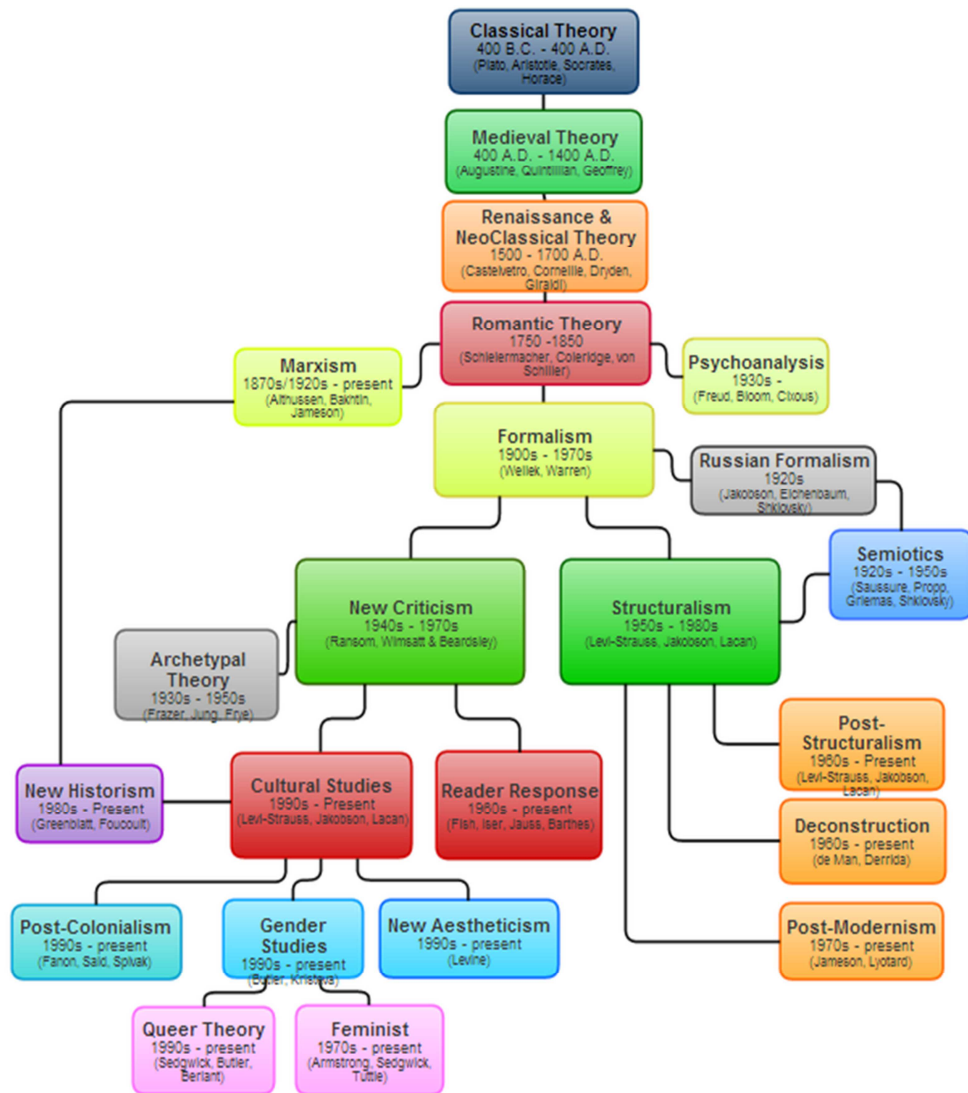 Classical Theory
400 B.C. - 400 A.D.
(Plato, Aristotle, Socrates,
Horace)
Medieval Theory
400 A.D. - 1400 A.D.
(Augustine, Quintillian, Geoffrey)
Renaissance &
NeoClassical Theory
1500 - 1700 A.D.
(Castelvetro, Corneille, Dryden,
Giraldi)
Romantic Theory
1750 -1850
(Schleiermacher, Coleridge, von
Schiller)
Marxism
1870s/1920s - present
(Althussen, Bakhtin,
Jameson)
Psychoanalysis
1930s -
(Freud, Bloom, Cixous)
Formalism
1900s - 1970s
(Wellek, Warren)
Russian Formalism
1920s
(Jakobson, Eichenbaum,
Shklovsky)
Semiotics
1920s - 1950s
(Saussure, Propp,
Griemas, Shklovsky)
New Criticism
1940s - 1970s
(Ransom, Wimsatt & Beardsley)
Structuralism
1950s - 1980s
(Levi-Strauss, Jakobson, Lacan)
Archetypal
Theory
1930s - 1950s
(Frazer, Jung, Frye)
Post-
Structuralism
1960s - Present
(Levi-Strauss, Jakobson,
Lacan)
New Historism
1980s - Present
(Greenblatt, Foucoult)
Cultural Studies
1990s - Present
(Levi-Strauss, Jakobson, Lacan)
Reader Response
1960s - present
(Fish, Iser, Jauss, Barthes)
Deconstruction
1960s - present
(de Man, Derrida)
Post-Colonialism
1990s - present
(Fanon, Said, Spivak)
Gender
Studies
1990s - present
(Butler, Kristeva)
New Aestheticism
1990s - present
(Levine)
Post-Modernism
1970s - present
(Jameson, Lyotard)
Queer Theory
1990s - present
(Sedgwick, Butler,
Berlant)
Feminist
1970s - present
(Armstrong, Sedgwick,
Tuttle)